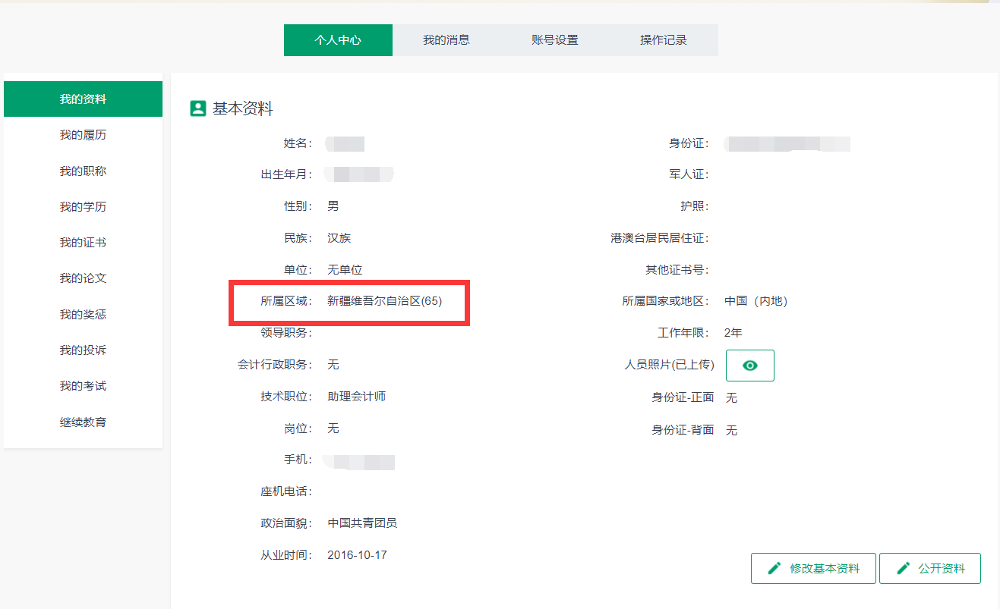 个人中心 我的消息 账号设置 操作记录
我的资料
我的履历
我的职称
我的学历
我的证书
我的论文
我的奖惩
我的投诉
我的考试
继续教育
基本资料
姓名：
出生年月：
性别： 男
民族： 汉族
单位： 无单位
所属区域： 新疆维吾尔自治区(65)
领导职务：
会计行政职务： 无
技术职位： 助理会计师
岗位： 无
手机：
座机电话：
政治面貌： 中国共青团员
从业时间： 2016-10-17
身份证：
军人证：
护照：
港澳台居民居住证：
其他证书号：
所属国家或地区： 中国（内地）
工作年限： 2年
人员照片(已上传)
身份证-正面 无
身份证-背面 无
修改基本资料 公开资料